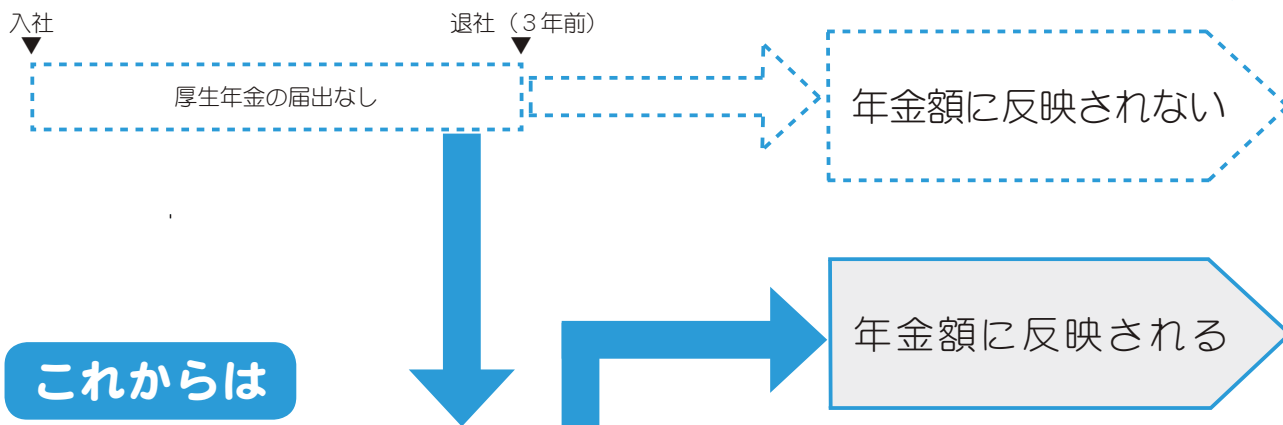 入社
退社（３年前）
厚生年金の届出なし
年金額に反映されない
年金額に反映される
これからは